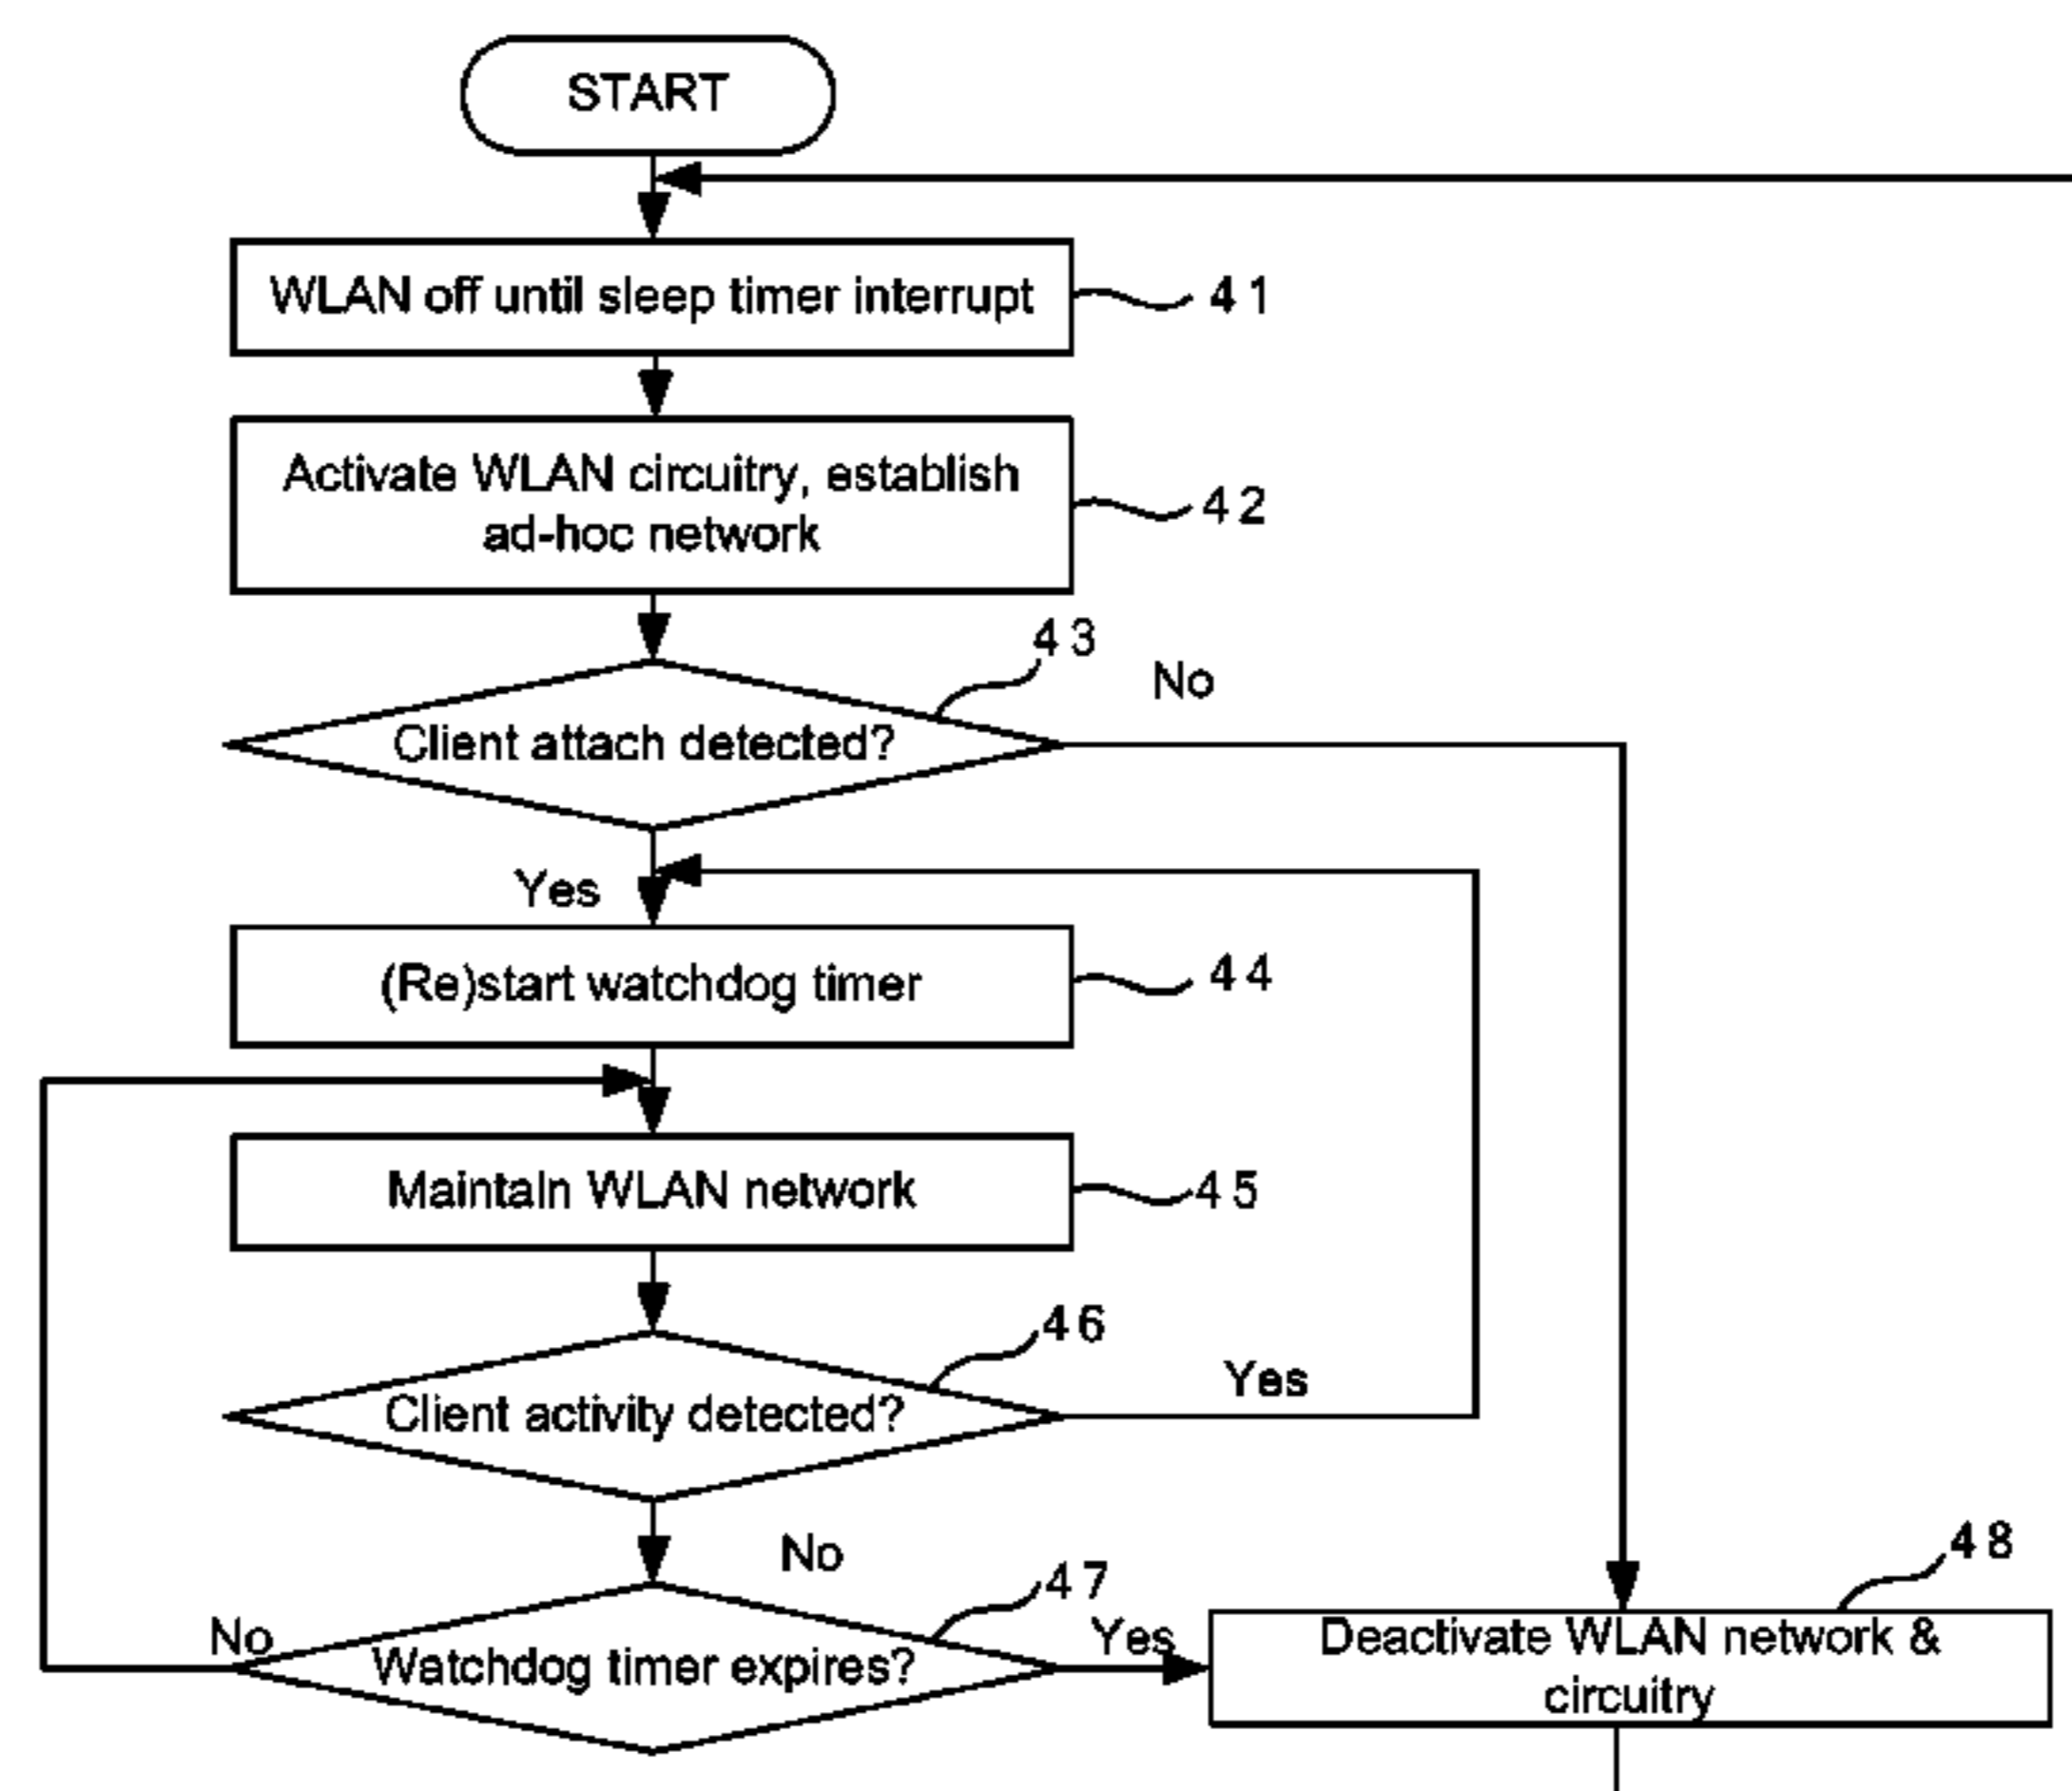 START
WLAN off until sleep timer interrupt
41
Activate WLAN circuitry, establish
ad-hoc network
42
43
No
Client attach detected?
Yes
(Re)start watchdog timer
44
Maintain WLAN network
45
46
Yes
Client activity detected?
No
47
48
No
Yes
Watchdog timer expires?
Deactivate WLAN network &
circuitry